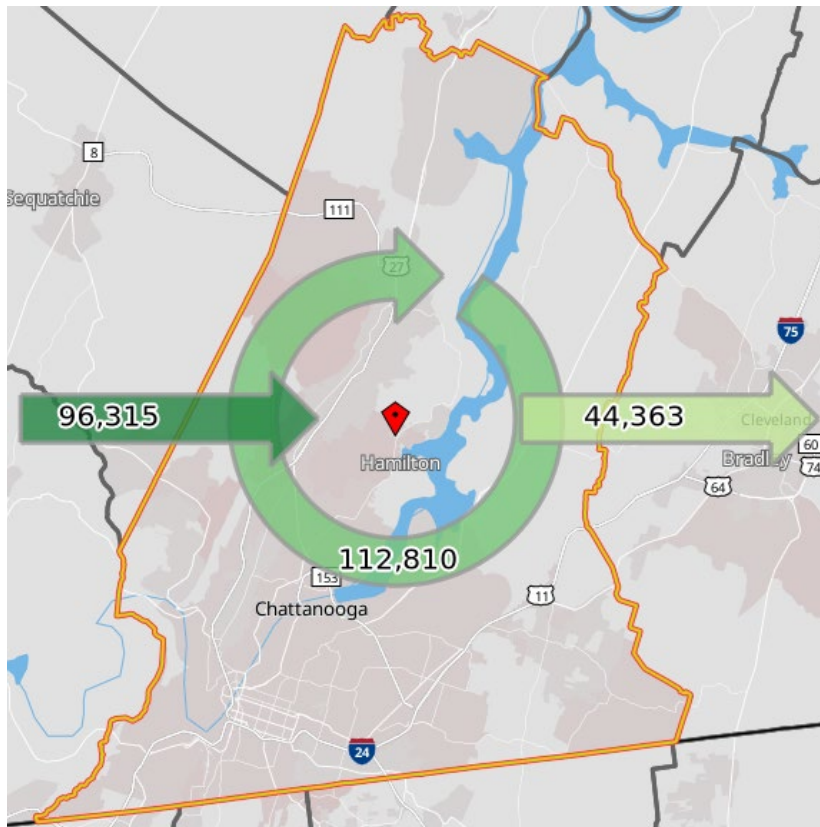 8
Sequatchie
111
27
75
96,315
44,363
Cleveland
60
Hamilton
Bradley
74
64
112,810
153
11
Chattanooga
24